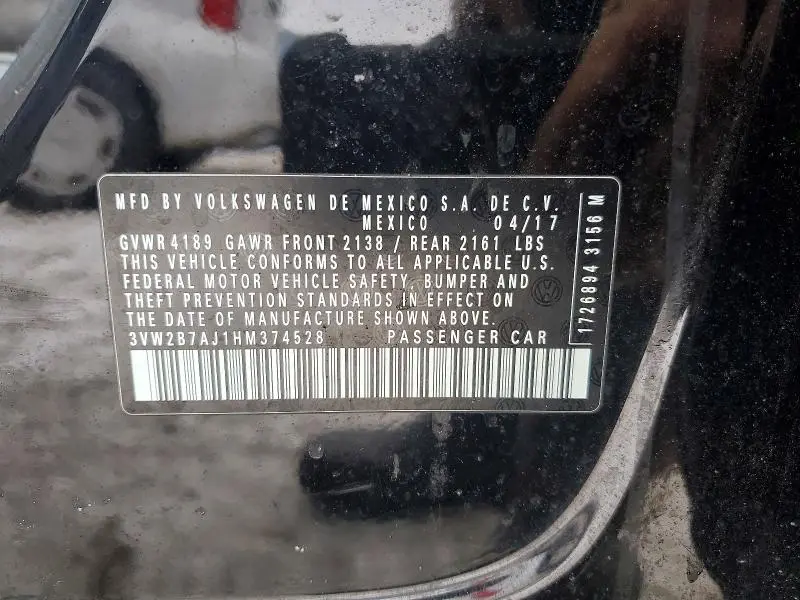 MFD BY VOLKSWAGEN DE MEXICO S.A. DE C.V.
MEXICO 04/17
GVWR 4189 GAWR FRONT 2138 / REAR 2161 LBS
THIS VEHICLE CONFORMS TO ALL APPLICABLE U.S.
FEDERAL MOTOR VEHICLE SAFETY, BUMPER AND
THEFT PREVENTION STANDARDS IN EFFECT ON
THE DATE OF MANUFACTURE SHOWN ABOVE.
3VW2B7AJ1HM374528 PASSENGER CAR
1726894 3156 M